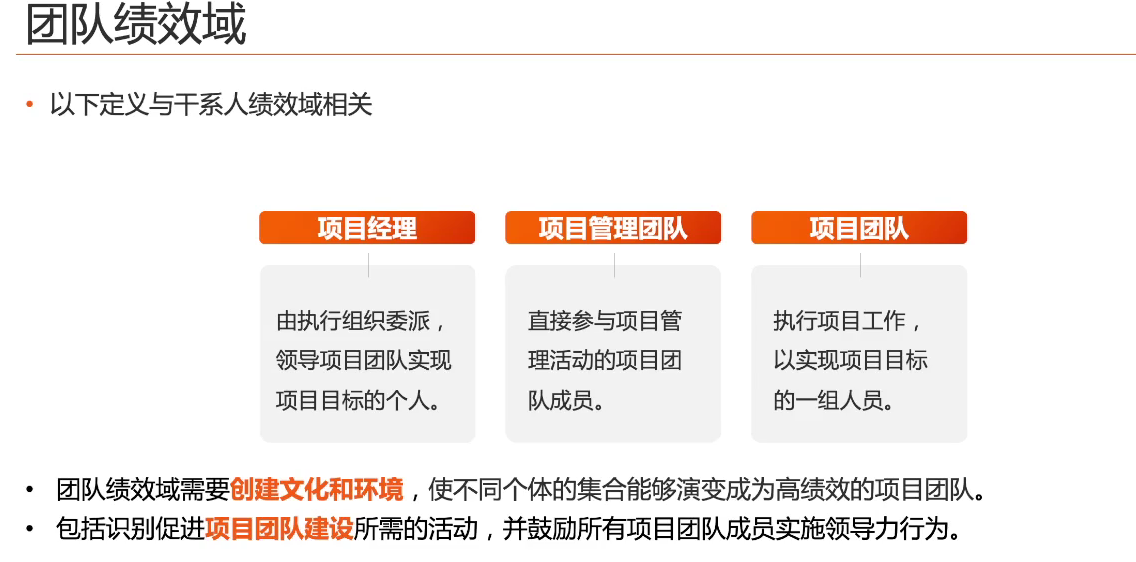 团队绩效域
• 以下定义与干系人绩效域相关
项目经理
由执行组织委派，
领导项目团队实现
项目目标的个人。
项目管理团队
直接参与项目管
理活动的项目团
队成员。
项目团队
执行项目工作，
以实现项目目标
的一组人员。
• 团队绩效域需要创建文化和环境，使不同个体的集合能够演变成为高绩效的项目团队。
• 包括识别促进项目团队建设所需的活动，并鼓励所有项目团队成员实施领导力行为。